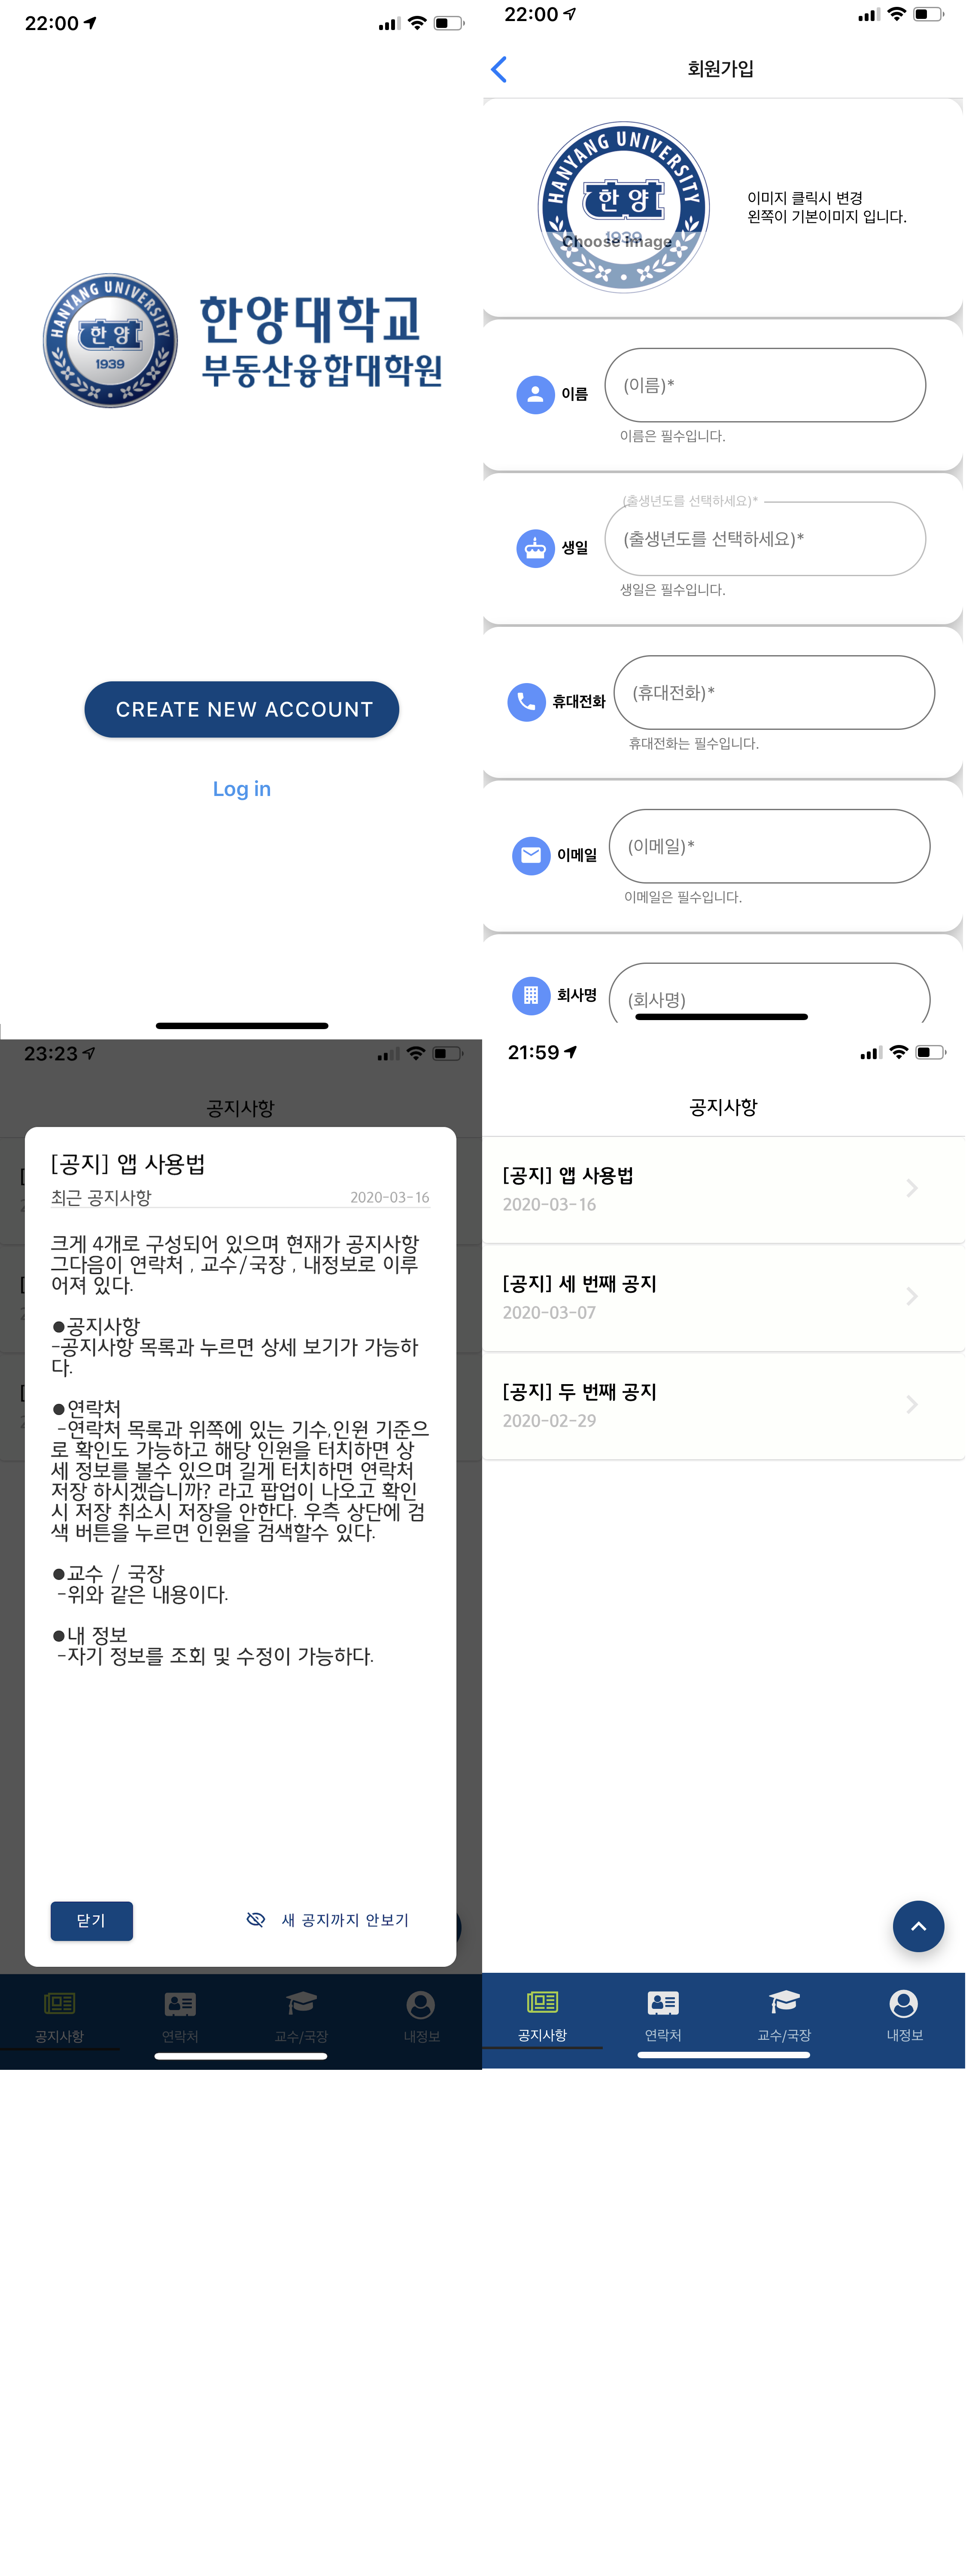 22:00
HANYANG UNIVERSITY
한양
1939
한양대학교
부동산융합대학원
CREATE NEW ACCOUNT
Log in
22:00
회원가입
HANYANG UNIVERSITY
한양
1939
Choose Image
이미지 클릭시 변경
왼쪽이 기본이미지 입니다.
이름
(이름)*
이름은 필수입니다.
(출생년도를 선택하세요)*
생일
(출생년도를 선택하세요)*
생일은 필수입니다.
휴대전화
(휴대전화)*
휴대전화는 필수입니다.
이메일
(이메일)*
이메일은 필수입니다.
회사명
(회사명)
23:23
공지사항
[공지] 앱 사용법
최근 공지사항
2020-03-16
크게 4개로 구성되어 있으며 현재가 공지사항
그다음이 연락처 , 교수/국장 , 내정보로 이루
어져 있다.
●공지사항
-공지사항 목록과 누르면 상세 보기가 가능하
다.
●연락처
-연락처 목록과 위쪽에 있는 기수,인원 기준으
로 확인도 가능하고 해당 인원을 터치하면 상
세 정보를 볼수 있으며 길게 터치하면 연락처
저장 하시겠습니까? 라고 팝업이 나오고 확인
시 저장 취소시 저장을 안한다. 우측 상단에 검
색 버튼을 누르면 인원을 검색할수 있다.
●교수 / 국장
-위와 같은 내용이다.
●내 정보
-자기 정보를 조회 및 수정이 가능하다.
닫기
새 공지까지 안보기
공지사항
연락처
교수/국장
내정보
21:59
공지사항
[공지] 앱 사용법
2020-03-16
[공지] 세 번째 공지
2020-03-07
[공지] 두 번째 공지
2020-02-29
공지사항
연락처
교수/국장
내정보